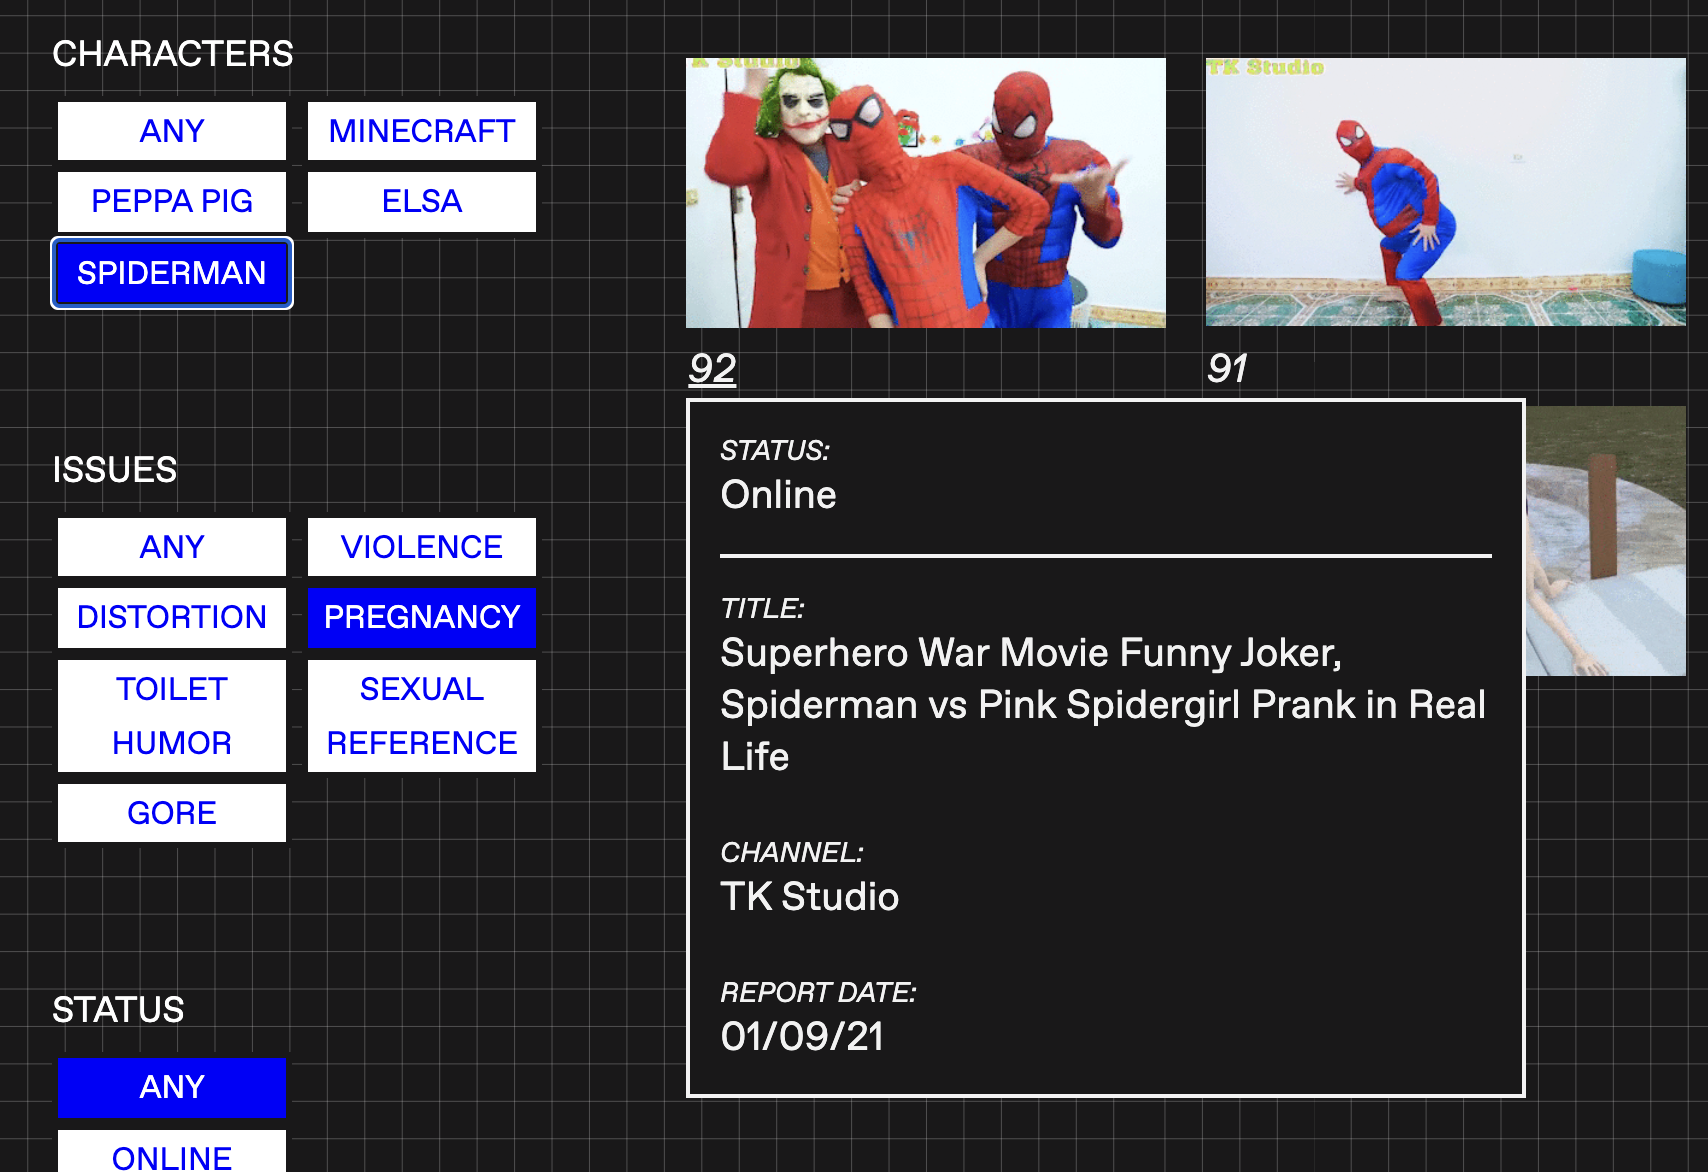 CHARACTERS
ANY
MINECRAFT
PEPPA PIG
ELSA
SPIDERMAN
ISSUES
ANY
VIOLENCE
DISTORTION
PREGNANCY
TOILET
HUMOR
SEXUAL
REFERENCE
GORE
STATUS
ANY
ONLINE
K Studio
92
TK Studio
91
STATUS:
Online
TITLE:
Superhero War Movie Funny Joker,
Spiderman vs Pink Spidergirl Prank in Real
Life
CHANNEL:
TK Studio
REPORT DATE:
01/09/21